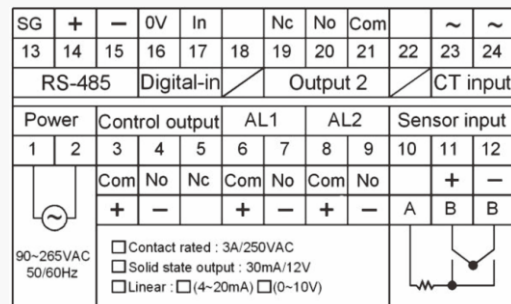 SG + − 0V In Nc No Com ~ ~
13 14 15 16 17 18 19 20 21 22 23 24
RS-485 Digital-in Output 2 CT input
Power Control output AL1 AL2 Sensor input
1 2 3 4 5 6 7 8 9 10 11 12
Com No Nc Com No Com No + −
+ − + − + − A B B
~
90~265VAC
50/60Hz
□Contact rated : 3A/250VAC
□Solid state output : 30mA/12V
□Linear : □(4~20mA) □(0~10V)